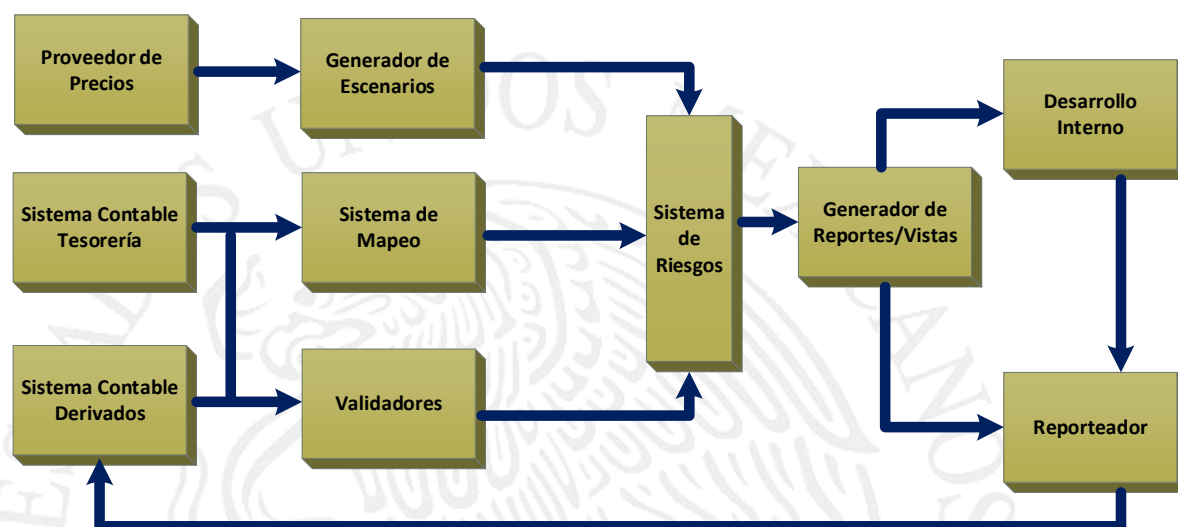 Proveedor de
Precios
Generador de
Escenarios
Desarrollo
Interno
Sistema Contable
Tesorería
Sistema de
Mapeo
Sistema
de
Riesgos
Generador de
Reportes/Vistas
Sistema Contable
Derivados
Validadores
Reporteador